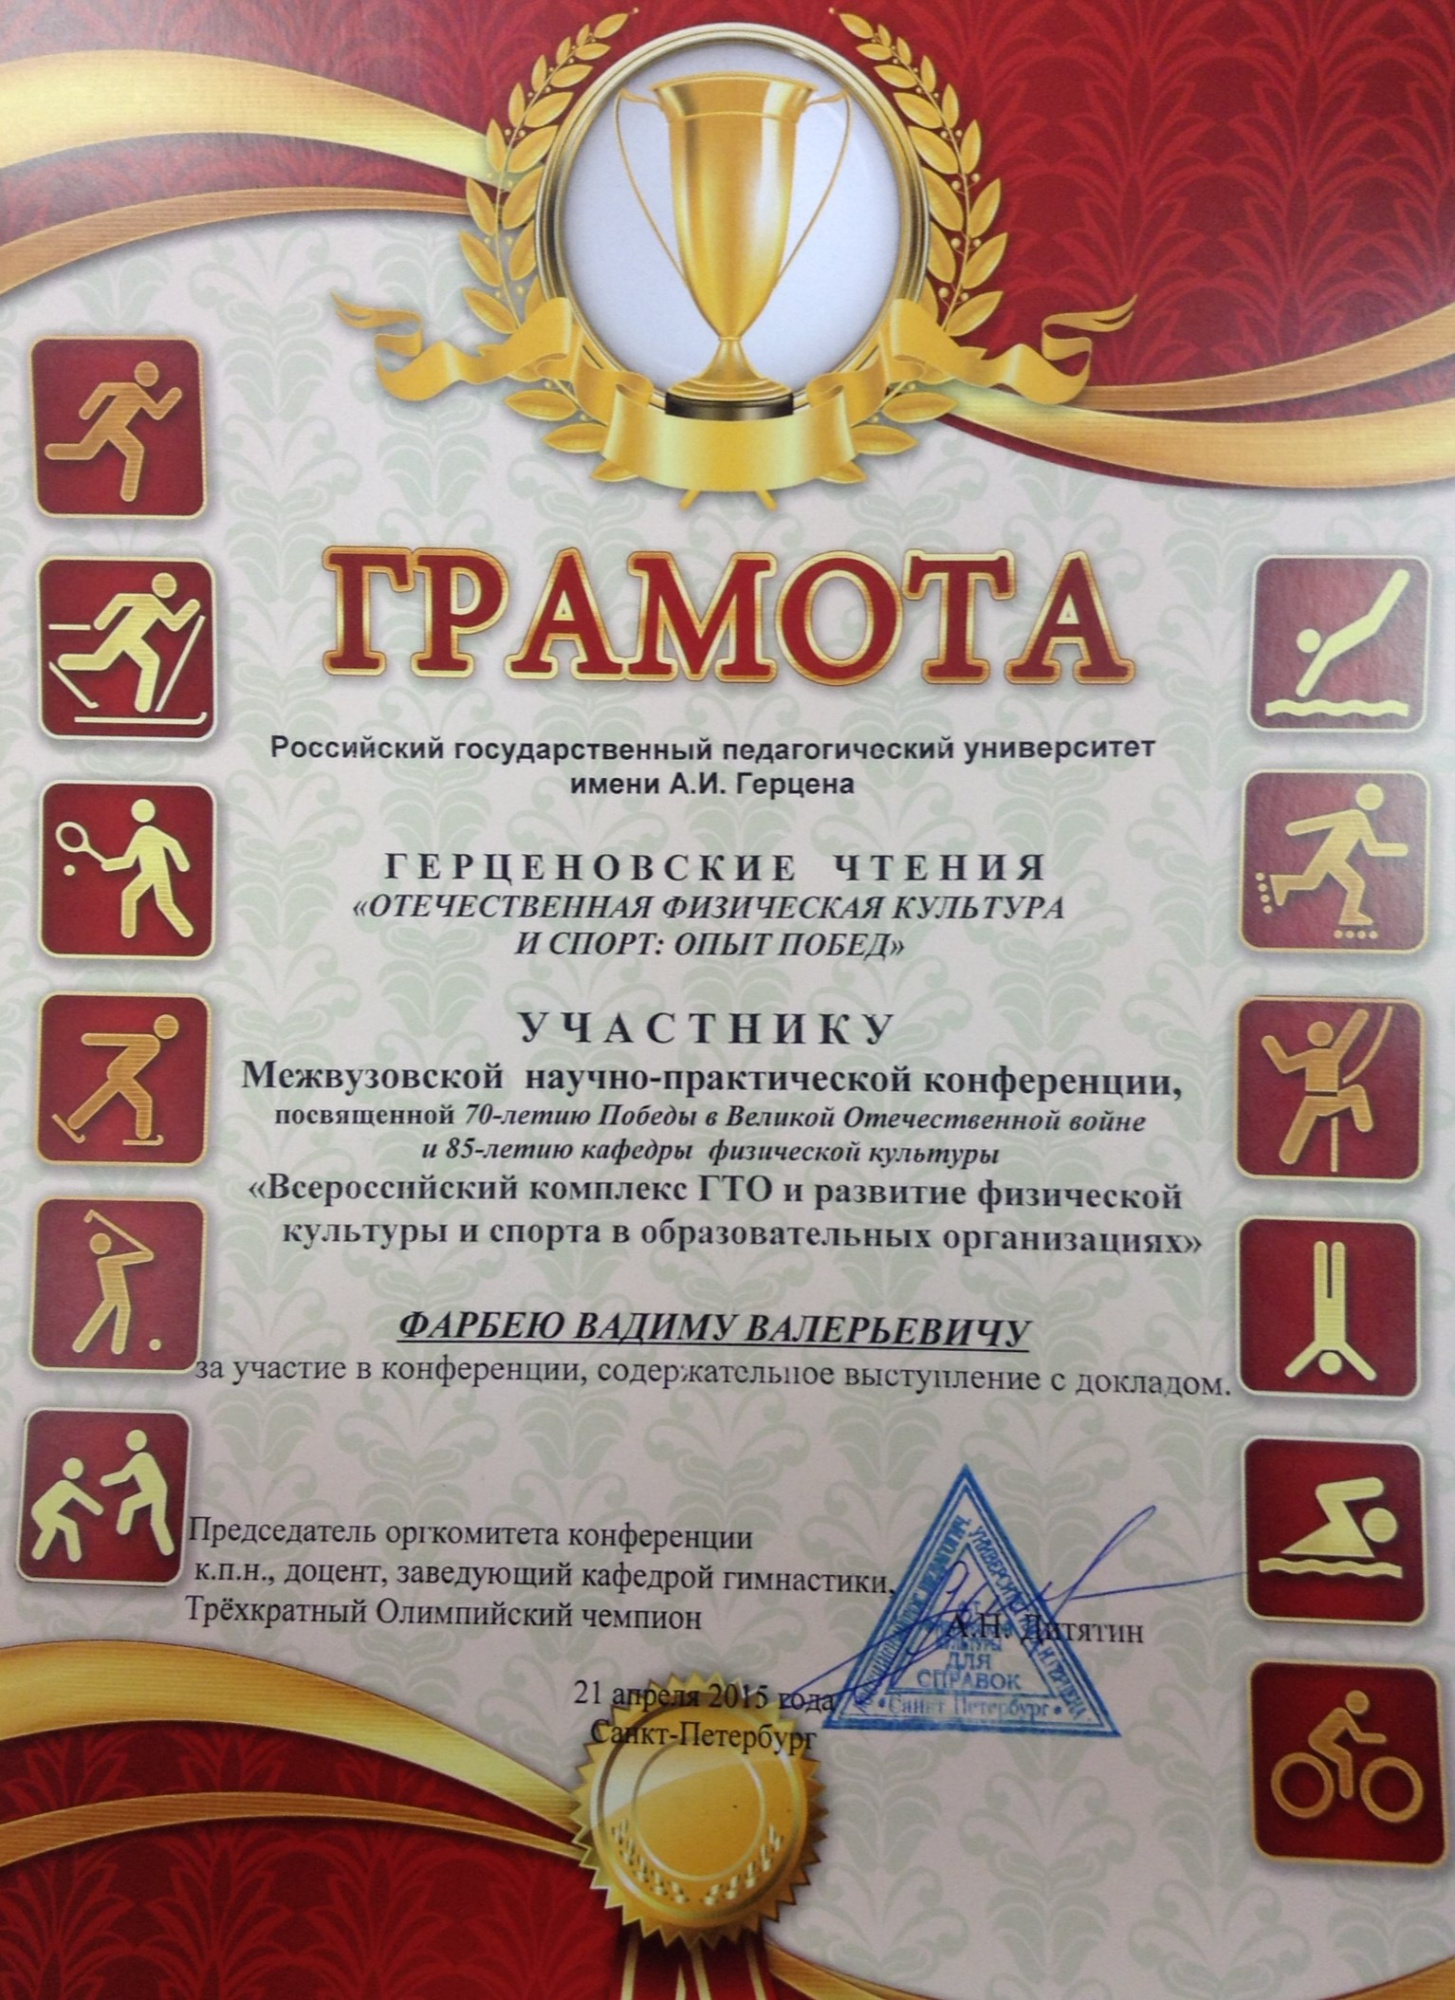 ГРАМОТА
Российский государственный педагогический университет
имени А.И. Герцена
ГЕРЦЕНОВСКИЕ ЧТЕНИЯ
«ОТЕЧЕСТВЕННАЯ ФИЗИЧЕСКАЯ КУЛЬТУРА
И СПОРТ: ОПЫТ ПОБЕД»
УЧАСТНИКУ
Межвузовской научно-практической конференции,
посвященной 70-летию Победы в Великой Отечественной войне
и 85-летию кафедры физической культуры
«Всероссийский комплекс ГТО и развитие физической
культуры и спорта в образовательных организациях»
ФАРБЕЮ ВАДИМУ ВАЛЕРЬЕВИЧУ
за участие в конференции, содержательное выступление с докладом.
Председатель оргкомитета конференции
к.п.н., доцент, заведующий кафедрой гимнастики,
Трёхкратный Олимпийский чемпион
А.Н. Дитятин
КУЛЬТУРЫ
ДЛЯ
СПРАВОК
Санкт Петербург
21 апреля 2015 года
Санкт-Петербург